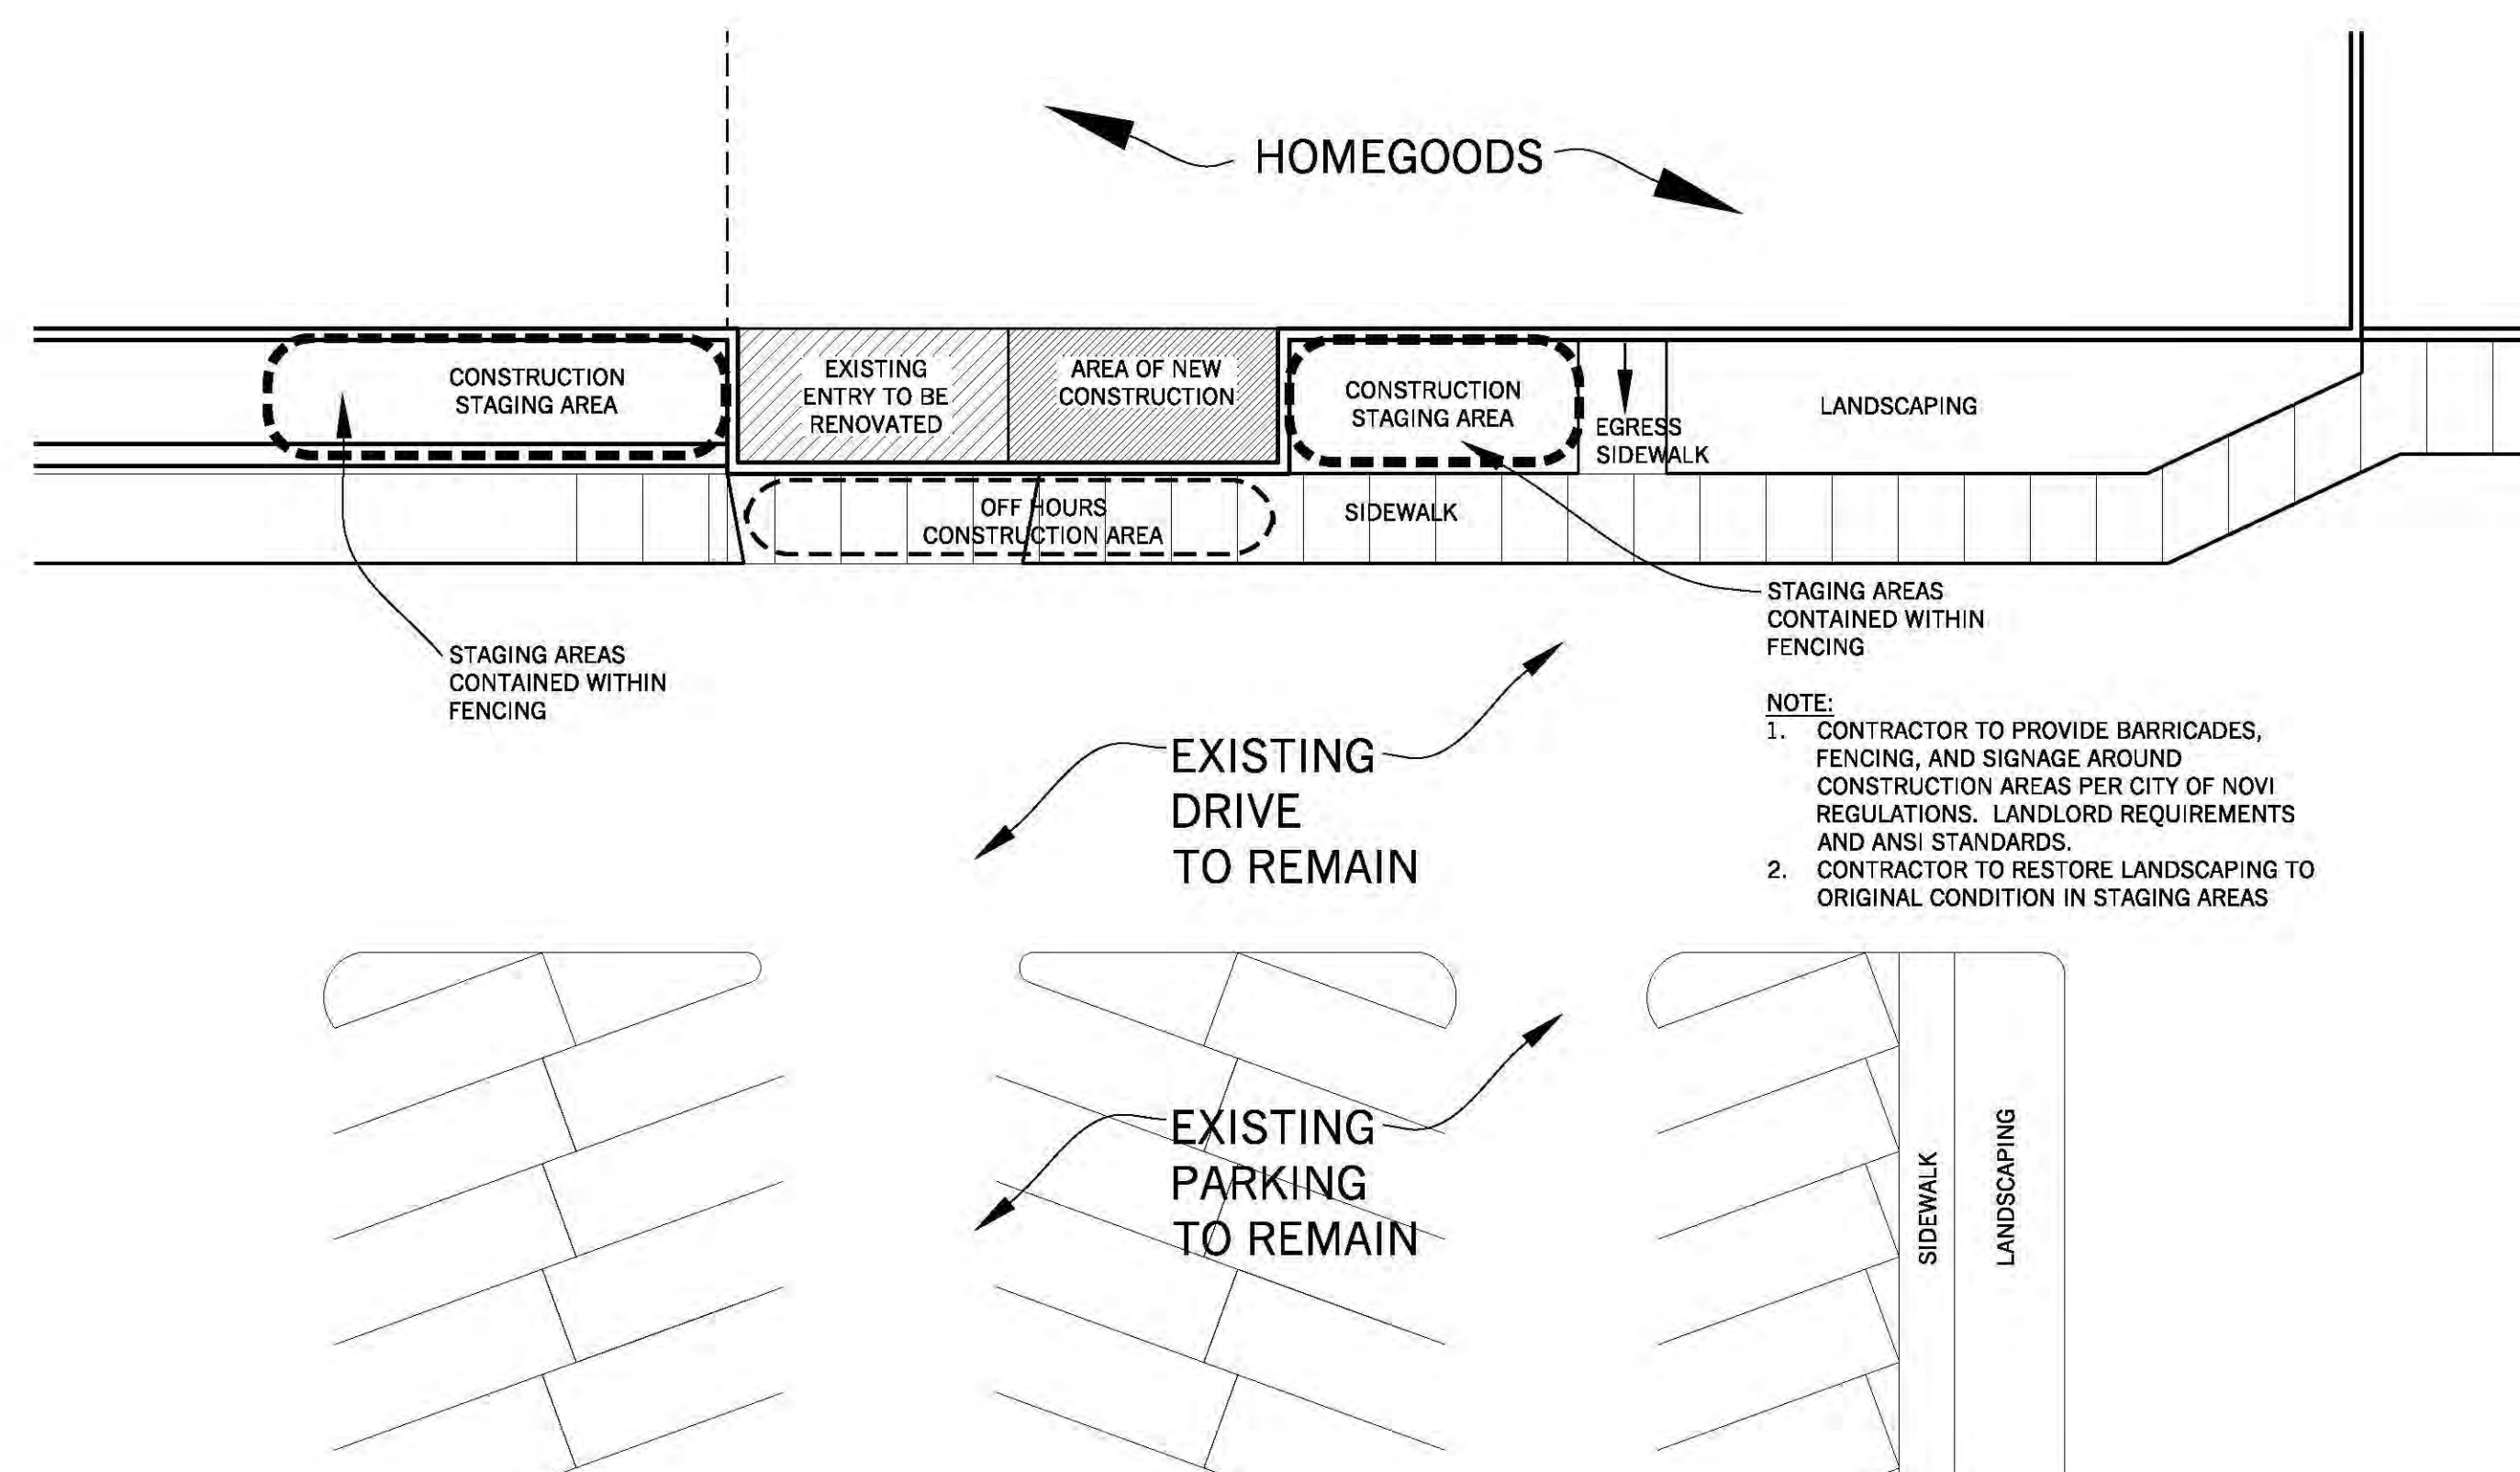 HOMEGOODS
CONSTRUCTION
STAGING AREA
EXISTING
ENTRY TO BE
RENOVATED
AREA OF NEW
CONSTRUCTION
CONSTRUCTION
STAGING AREA
EGRESS
SIDEWALK
LANDSCAPING
OFF HOURS
CONSTRUCTION AREA
SIDEWALK
STAGING AREAS
CONTAINED WITHIN
FENCING
STAGING AREAS
CONTAINED WITHIN
FENCING
EXISTING
DRIVE
TO REMAIN
NOTE:
1. CONTRACTOR TO PROVIDE BARRICADES,
FENCING, AND SIGNAGE AROUND
CONSTRUCTION AREAS PER CITY OF NOVI
REGULATIONS. LANDLORD REQUIREMENTS
AND ANSI STANDARDS.
2. CONTRACTOR TO RESTORE LANDSCAPING TO
ORIGINAL CONDITION IN STAGING AREAS
EXISTING
PARKING
TO REMAIN
SIDEWALK
LANDSCAPING